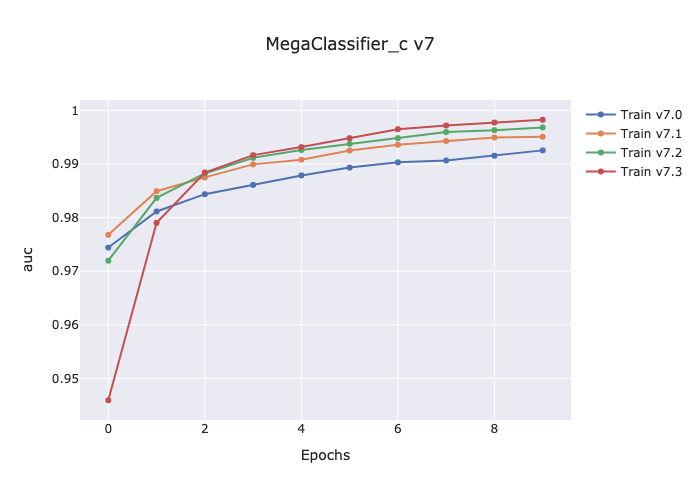 MegaClassifier_c v7
1
0.99
0.98
0.97
0.96
0.95
auc
0
2
4
6
8
Epochs
Train v7.0
Train v7.1
Train v7.2
Train v7.3